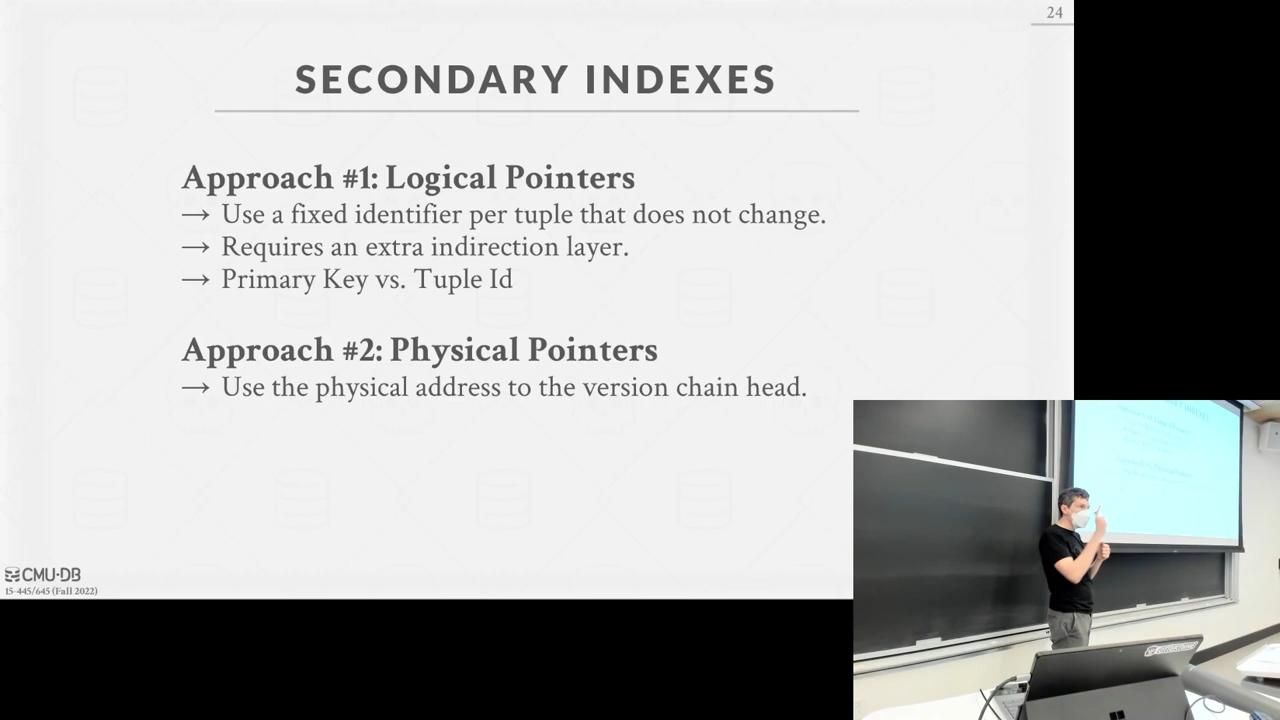 24
SECONDARY INDEXES
Approach #1: Logical Pointers
→ Use a fixed identifier per tuple that does not change.
→ Requires an extra indirection layer.
→ Primary Key vs. Tuple Id
Approach #2: Physical Pointers
→ Use the physical address to the version chain head.
CMU·DB
15-445/645 (Fall 2022)